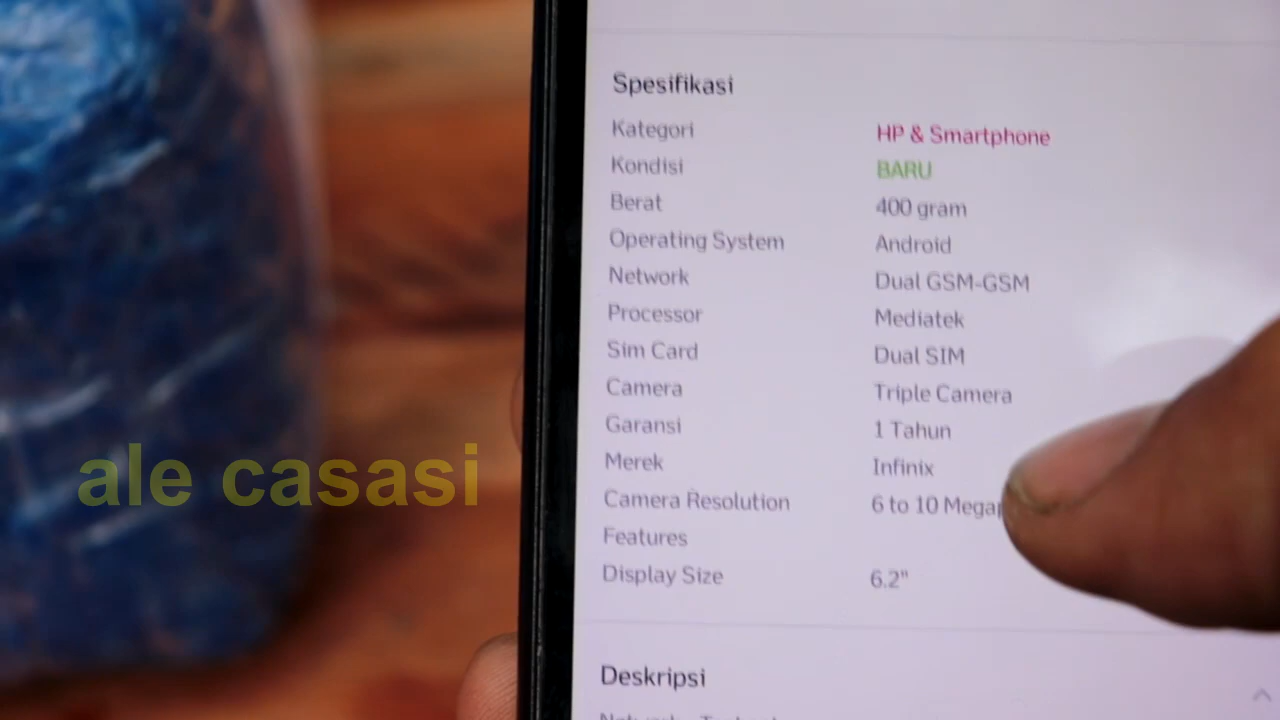 Spesifikasi
Kategori HP & Smartphone
Kondisi BARU
Berat 400 gram
Operating System Android
Network Dual GSM-GSM
Processor Mediatek
Sim Card Dual SIM
Camera Triple Camera
Garansi 1 Tahun
Merek Infinix
Camera Resolution 6 to 10
Features
Display Size 6.2"
Deskripsi
ale casasi